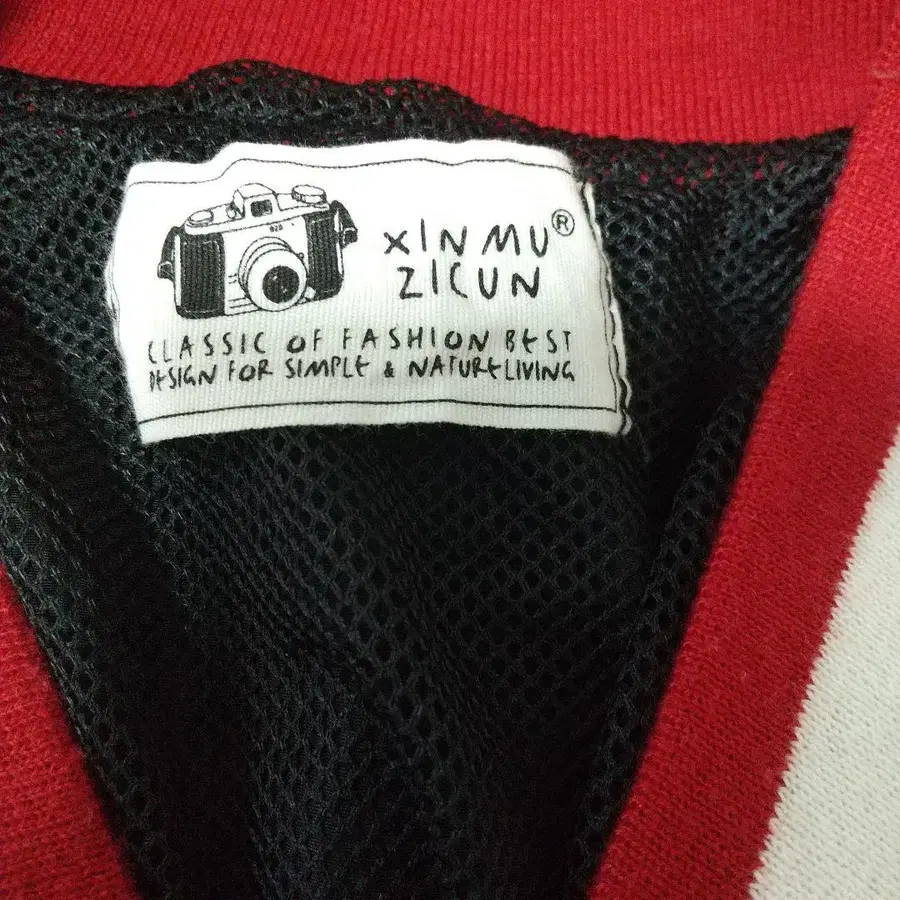 XINMU®
ZICUN
CLASSIC OF FASHION BEST
DESIGN FOR SIMPLE & NATURELIVING